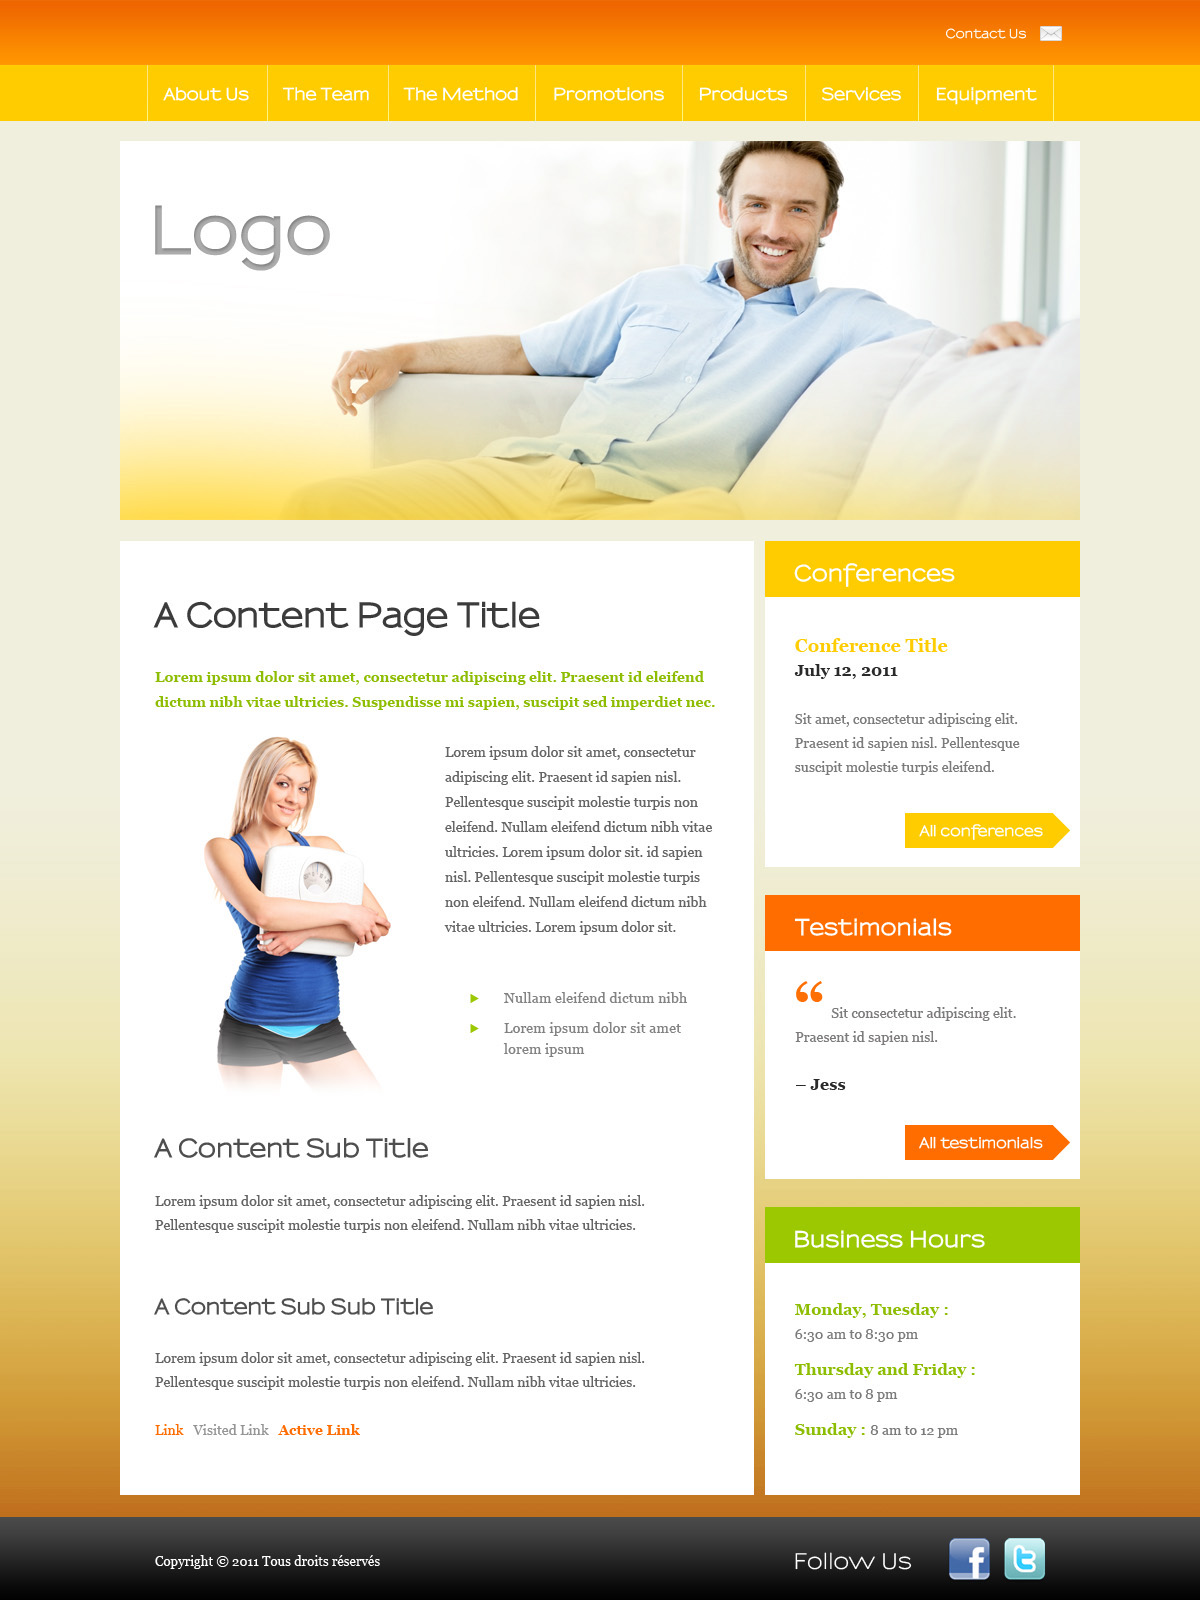 Contact Us
About Us
The Team
The Method
Promotions
Products
Services
Equipment
Logo
A Content Page Title
Lorem ipsum dolor sit amet, consectetur adipiscing elit. Praesent id eleifend
dictum nibh vitae ultricies. Suspendisse mi sapien, suscipit sed imperdiet nec.
Lorem ipsum dolor sit amet, consectetur
adipiscing elit. Praesent id sapien nisl.
Pellentesque suscipit molestie turpis non
eleifend. Nullam eleifend dictum nibh vitae
ultricies. Lorem ipsum dolor sit. id sapien
nisl. Pellentesque suscipit molestie turpis
non eleifend. Nullam eleifend dictum nibh
vitae ultricies. Lorem ipsum dolor sit.
Nullam eleifend dictum nibh
Lorem ipsum dolor sit amet
lorem ipsum
A Content Sub Title
Lorem ipsum dolor sit amet, consectetur adipiscing elit. Praesent id sapien nisl.
Pellentesque suscipit molestie turpis non eleifend. Nullam nibh vitae ultricies.
A Content Sub Sub Title
Lorem ipsum dolor sit amet, consectetur adipiscing elit. Praesent id sapien nisl.
Pellentesque suscipit molestie turpis non eleifend. Nullam nibh vitae ultricies.
Link Visited Link Active Link
Conferences
Conference Title
July 12, 2011
Sit amet, consectetur adipiscing elit.
Praesent id sapien nisl. Pellentesque
suscipit molestie turpis eleifend.
All conferences
Testimonials
“ Sit consectetur adipiscing elit.
Praesent id sapien nisl.
– Jess
All testimonials
Business Hours
Monday, Tuesday :
6:30 am to 8:30 pm
Thursday and Friday :
6:30 am to 8 pm
Sunday : 8 am to 12 pm
Copyright © 2011 Tous droits réservés
Follow Us
f
t